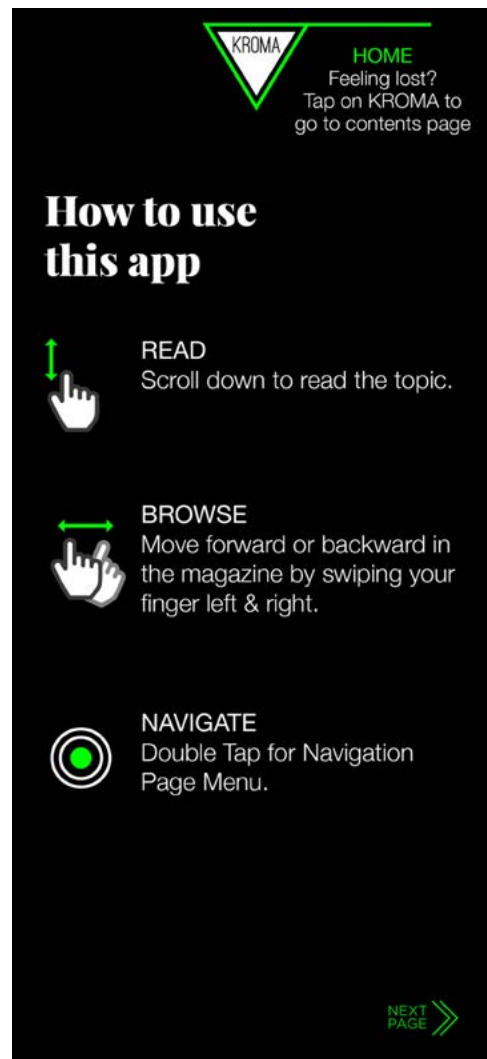 KROMA
HOME
Feeling lost?
Tap on KROMA to
go to contents page
How to use
this app
READ
Scroll down to read the topic.
BROWSE
Move forward or backward in
the magazine by swiping your
finger left & right.
NAVIGATE
Double Tap for Navigation
Page Menu.
NEXT
PAGE